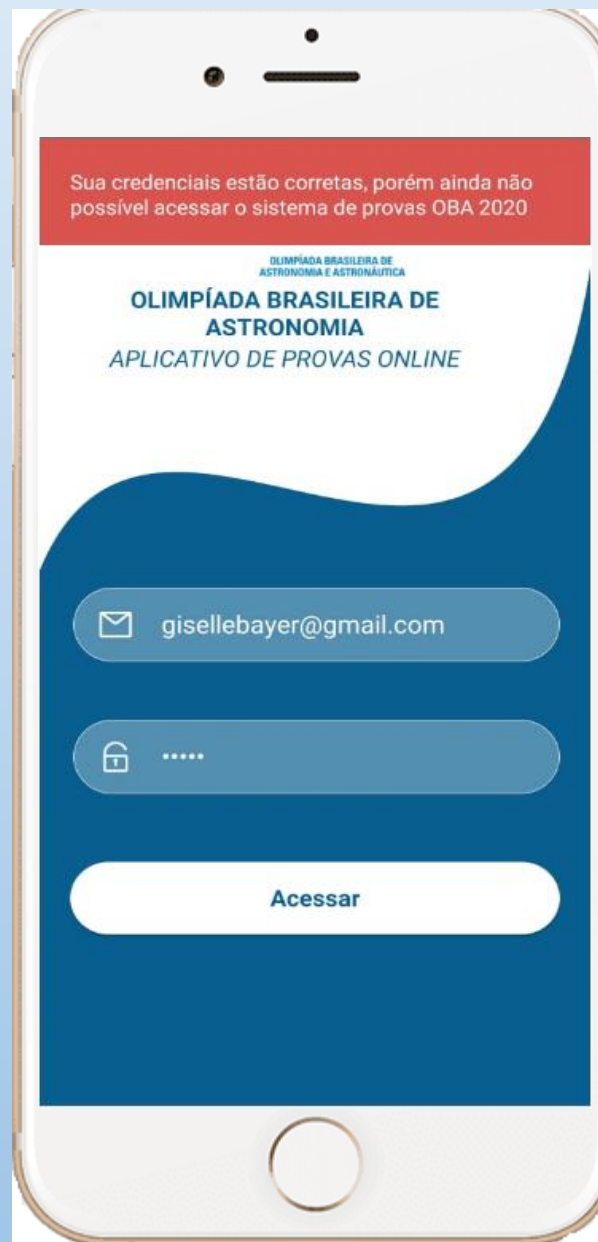 Sua credenciais estão corretas, porém ainda não
possível acessar o sistema de provas OBA 2020
OLIMPÍADA BRASILEIRA DE
ASTRONOMIA E ASTRONÁUTICA
OLIMPÍADA BRASILEIRA DE
ASTRONOMIA
APLICATIVO DE PROVAS ONLINE
gisellebayer@gmail.com
•••••
Acessar